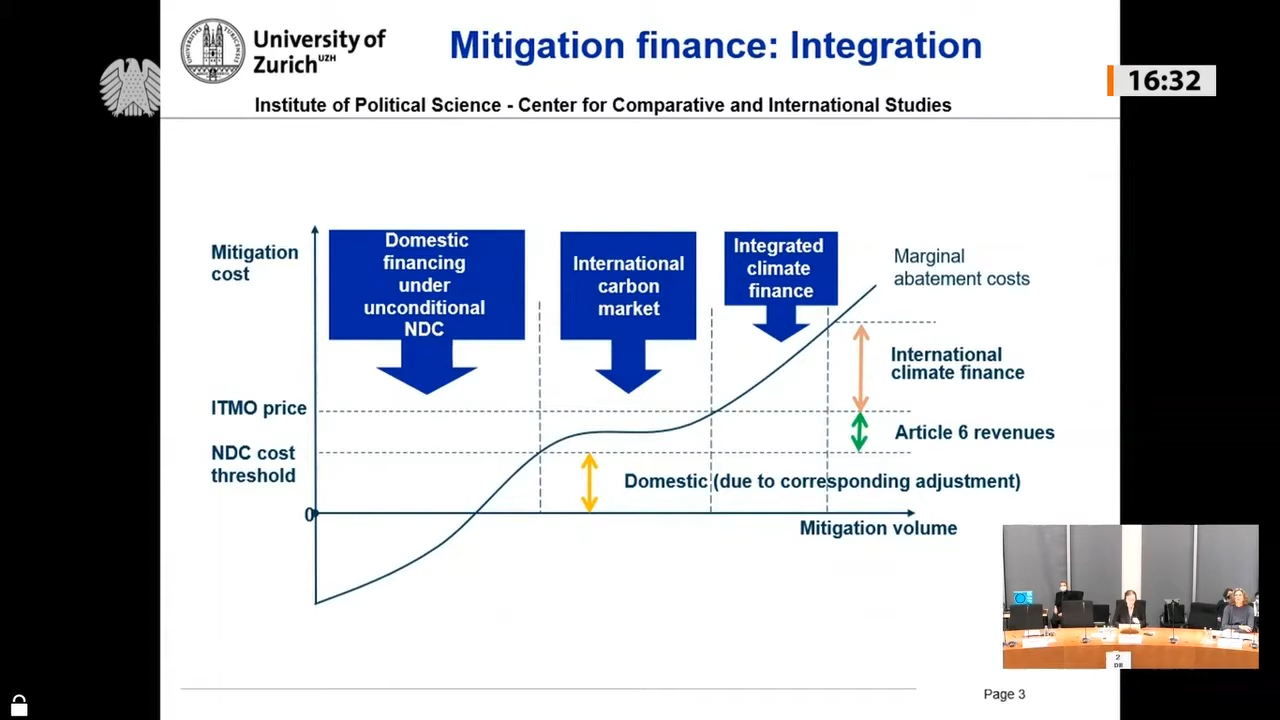 University of
Zurich UZH
Mitigation finance: Integration
16:32
Institute of Political Science - Center for Comparative and International Studies
Mitigation
cost
Domestic
financing
under
unconditional
NDC
International
carbon
market
Integrated
climate
finance
Marginal
abatement costs
International
climate finance
ITMO price
Article 6 revenues
NDC cost
threshold
Domestic (due to corresponding adjustment)
0
Mitigation volume
2
Page 3